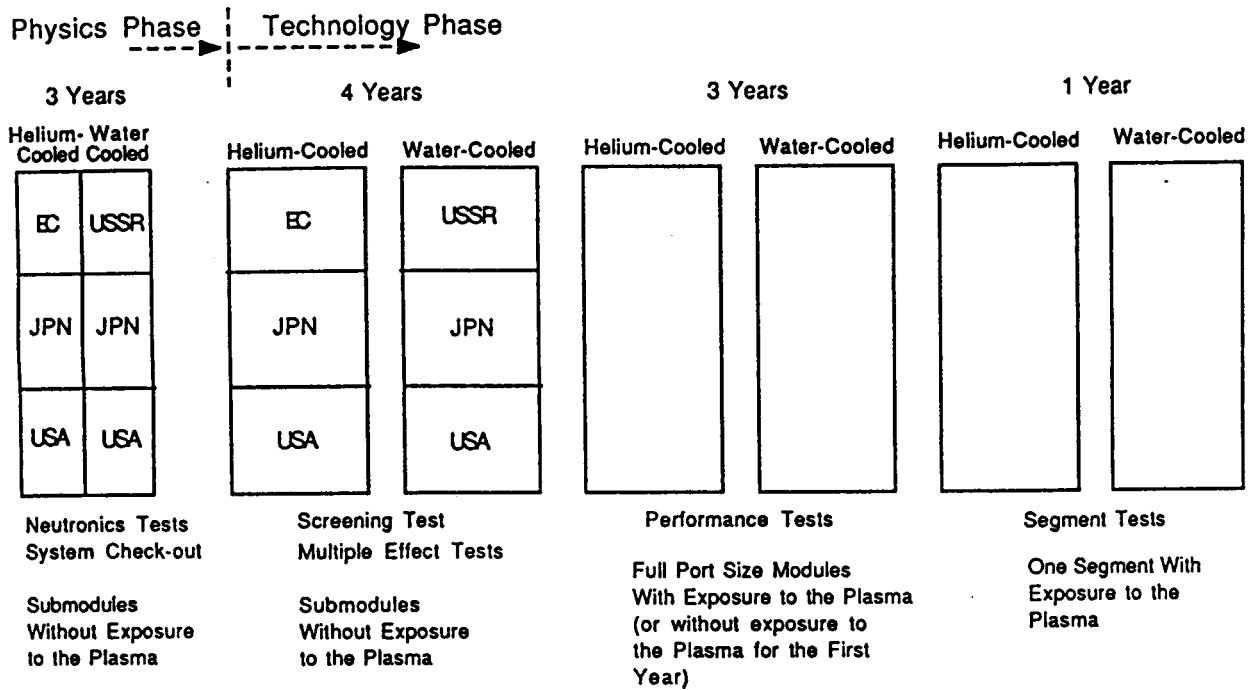 Physics Phase
Technology Phase
3 Years
4 Years
3 Years
1 Year
Helium- Water
Cooled Cooled
Helium-Cooled
Water-Cooled
Helium-Cooled
Water-Cooled
Helium-Cooled
Water-Cooled
EC
USSR
JPN
JPN
USA
USA
EC
JPN
USA
USSR
JPN
USA
Neutronics Tests
System Check-out
Submodules
Without Exposure
to the Plasma
Screening Test
Multiple Effect Tests
Submodules
Without Exposure
to the Plasma
Performance Tests
Full Port Size Modules
With Exposure to the Plasma
(or without exposure to
the Plasma for the First
Year)
Segment Tests
One Segment With
Exposure to the
Plasma